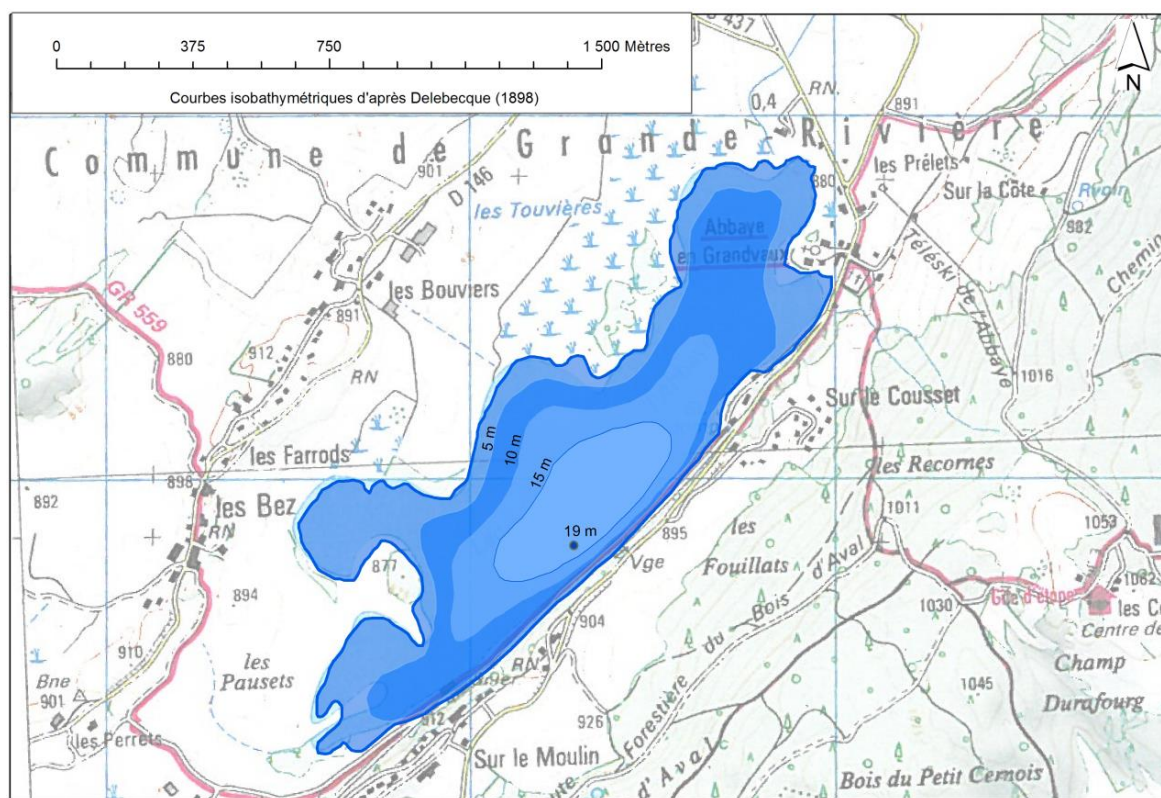 0 375 750 1 500 Mètres
Courbes isobathymétriques d'après Delebecque (1898)
N
437
0,4
RN.
891
Commune de Grande Rivière
901
D 146
les Touvières
880
les Prélets
Sur la Côte
982
Chemin
Abbaye
en Grandvaux
Téléski de l'Abbaye
GR 559
les Bouviers
891
880
912
RN
1016
Sur le Cousset
5 m
10 m
15 m
les Farrods
les Recornes
892
898
les Bez
RN
19 m
895
Vge
les
Fouillats
1011
1053
877
894
Gîte d'étape
1062
1030
les Co
Centre de
904
RN
910
les
Pausets
Bne
901
Champ
Durafourg
1045
912
926
les Perrets
Sur le Moulin
Forestière du Bois d'Aval
d'Aval
Bois du Petit Cernois